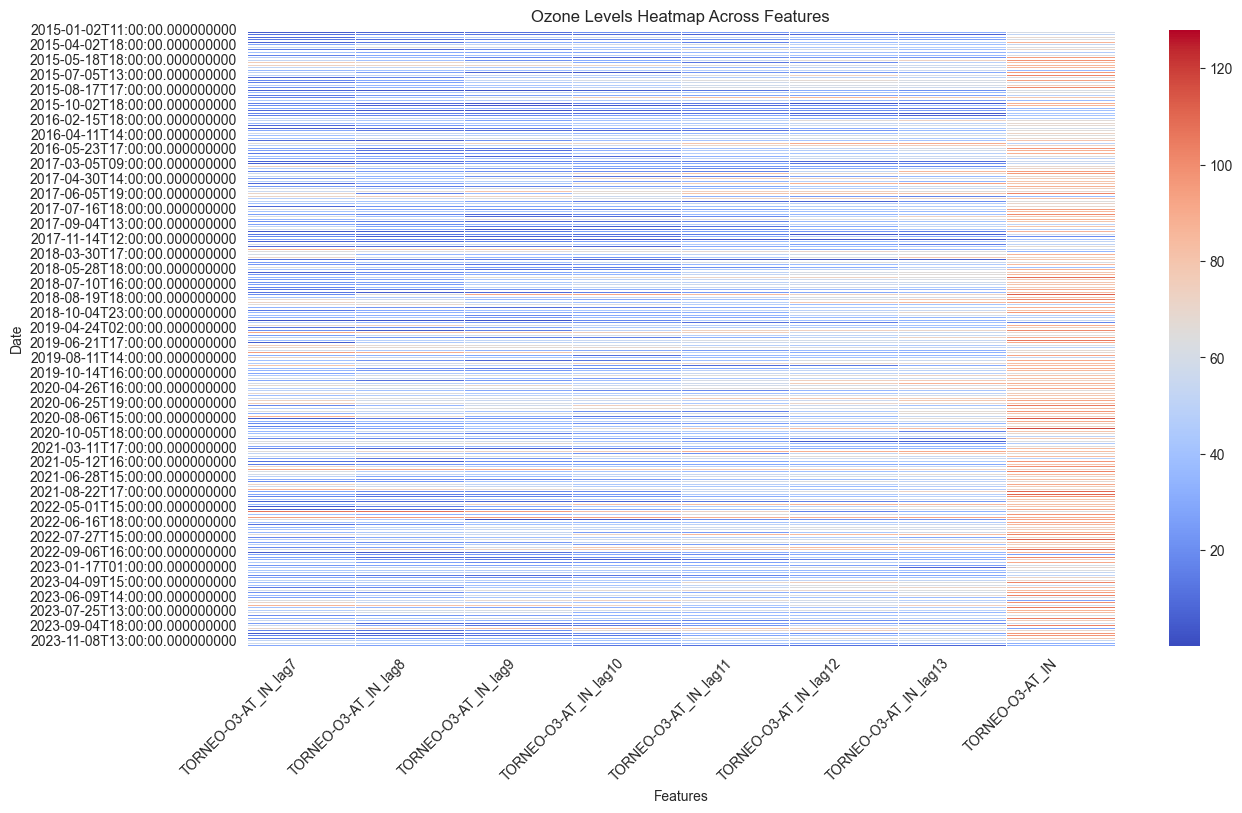 Ozone Levels Heatmap Across Features
2015-01-02T11:00:00.000000000
2015-04-02T18:00:00.000000000
2015-05-18T18:00:00.000000000
2015-07-05T13:00:00.000000000
2015-08-17T17:00:00.000000000
2015-10-02T18:00:00.000000000
2016-02-15T18:00:00.000000000
2016-04-11T14:00:00.000000000
2016-05-23T17:00:00.000000000
2017-03-05T09:00:00.000000000
2017-04-30T14:00:00.000000000
2017-06-05T19:00:00.000000000
2017-07-16T18:00:00.000000000
2017-09-04T13:00:00.000000000
2017-11-14T12:00:00.000000000
2018-03-30T17:00:00.000000000
2018-05-28T18:00:00.000000000
2018-07-10T16:00:00.000000000
2018-08-19T18:00:00.000000000
2018-10-04T23:00:00.000000000
2019-04-24T02:00:00.000000000
2019-06-21T17:00:00.000000000
2019-08-11T14:00:00.000000000
2019-10-14T16:00:00.000000000
2020-04-26T16:00:00.000000000
2020-06-25T19:00:00.000000000
2020-08-06T15:00:00.000000000
2020-10-05T18:00:00.000000000
2021-03-11T17:00:00.000000000
2021-05-12T16:00:00.000000000
2021-06-28T15:00:00.000000000
2021-08-22T17:00:00.000000000
2022-05-01T15:00:00.000000000
2022-06-16T18:00:00.000000000
2022-07-27T15:00:00.000000000
2022-09-06T16:00:00.000000000
2023-01-17T01:00:00.000000000
2023-04-09T15:00:00.000000000
2023-06-09T14:00:00.000000000
2023-07-25T13:00:00.000000000
2023-09-04T18:00:00.000000000
2023-11-08T13:00:00.000000000
Date
TORNEO-O3-AT_IN_lag7
TORNEO-O3-AT_IN_lag8
TORNEO-O3-AT_IN_lag9
TORNEO-O3-AT_IN_lag10
TORNEO-O3-AT_IN_lag11
TORNEO-O3-AT_IN_lag12
TORNEO-O3-AT_IN_lag13
TORNEO-O3-AT_IN
Features
120
100
80
60
40
20